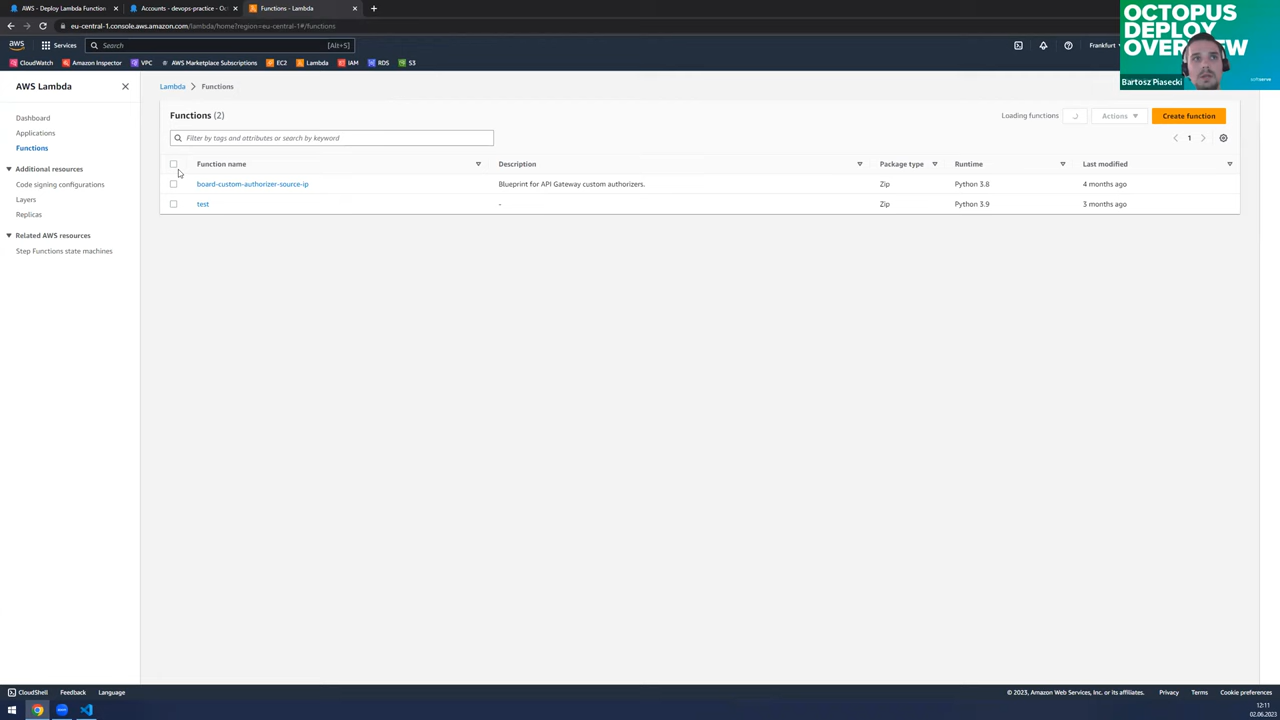 AWS - Deploy Lambda Function
Accounts - devops-practice - Oc
Functions - Lambda
eu-central-1.console.aws.amazon.com/lambda/home?region=eu-central-1#/functions
aws
Services
Search
[Alt+S]
Frankfurt
CloudWatch
Amazon Inspector
VPC
AWS Marketplace Subscriptions
EC2
Lambda
IAM
RDS
S3
OCTOPUS
DEPLOY
OVERVIEW
Bartosz Piasecki
softserve
AWS Lambda
Dashboard
Applications
Functions
Additional resources
Code signing configurations
Layers
Replicas
Related AWS resources
Step Functions state machines
Lambda
Functions
Functions (2)
Loading functions
Actions
Create function
Filter by tags and attributes or search by keyword
1
Function name
Description
Package type
Runtime
Last modified
board-custom-authorizer-source-ip
Blueprint for API Gateway custom authorizers.
Zip
Python 3.8
4 months ago
test
-
Zip
Python 3.9
3 months ago
CloudShell
Feedback
Language
© 2023, Amazon Web Services, Inc. or its affiliates.
Privacy
Terms
Cookie preferences
12:11
02.06.2023